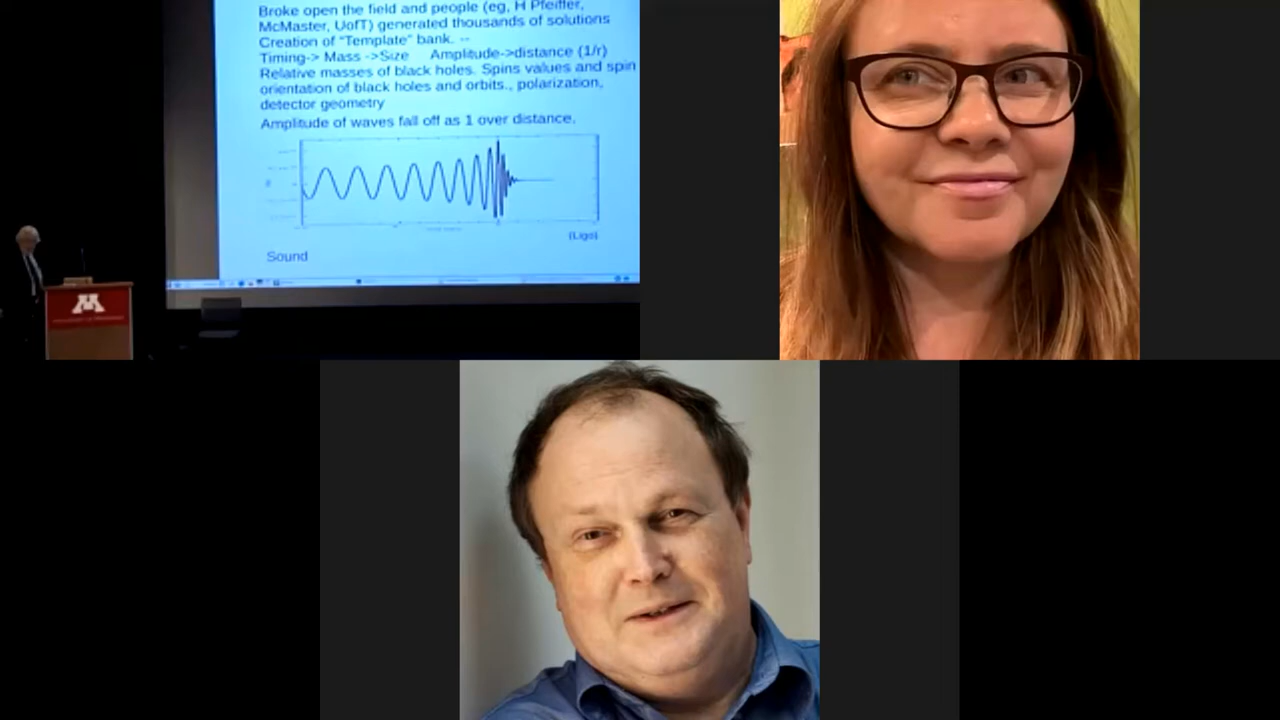 Broke open the field and people (eg, H Pfeiffer,
McMaster, UofT) generated thousands of solutions
Creation of "Template" bank. --
Timing-> Mass ->Size Amplitude->distance (1/r)
Relative masses of black holes. Spins values and spin
orientation of black holes and orbits., polarization,
detector geometry
Amplitude of waves fall off as 1 over distance.
(Ligo)
Sound
M